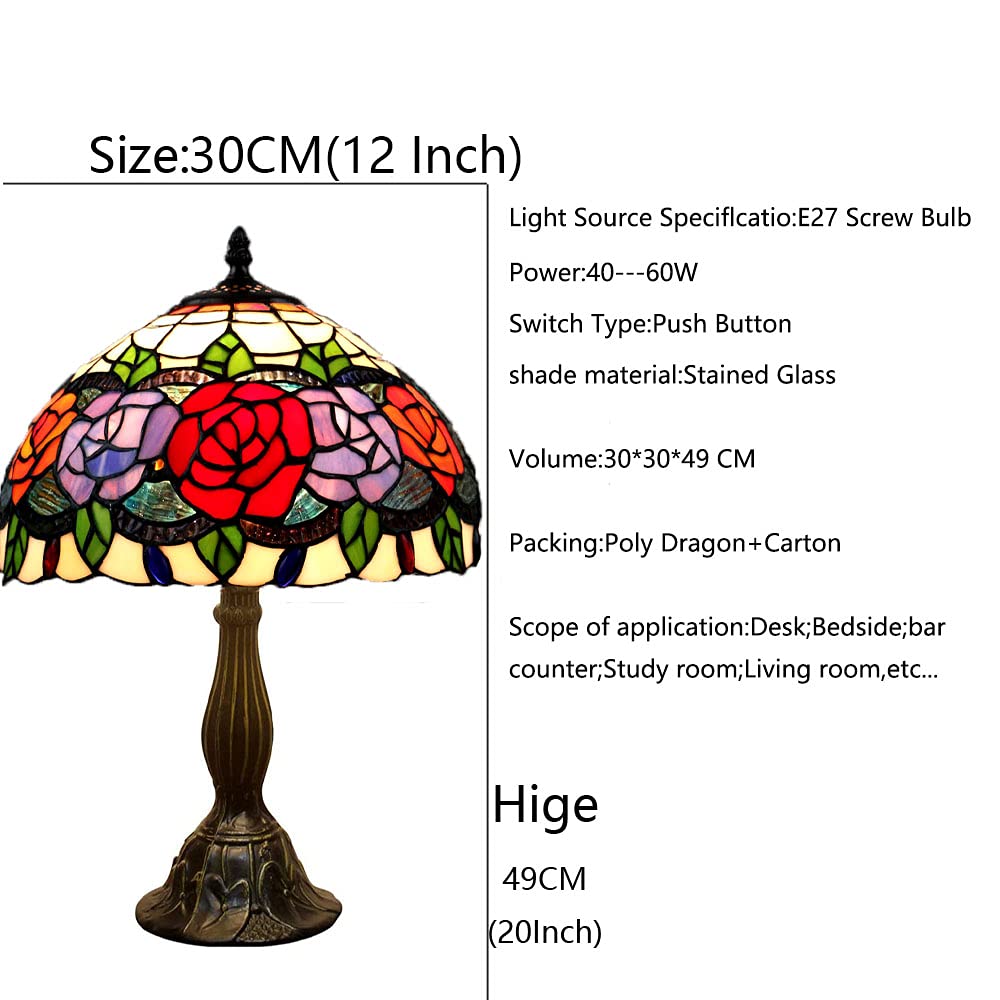 Size:30CM(12 Inch)
Light Source Speciflcatio:E27 Screw Bulb
Power:40---60W
Switch Type:Push Button
shade material:Stained Glass
Volume:30*30*49 CM
Packing:Poly Dragon+Carton
Scope of application:Desk;Bedside;bar
counter;Study room;Living room,etc...
Hige
49CM
(20Inch)